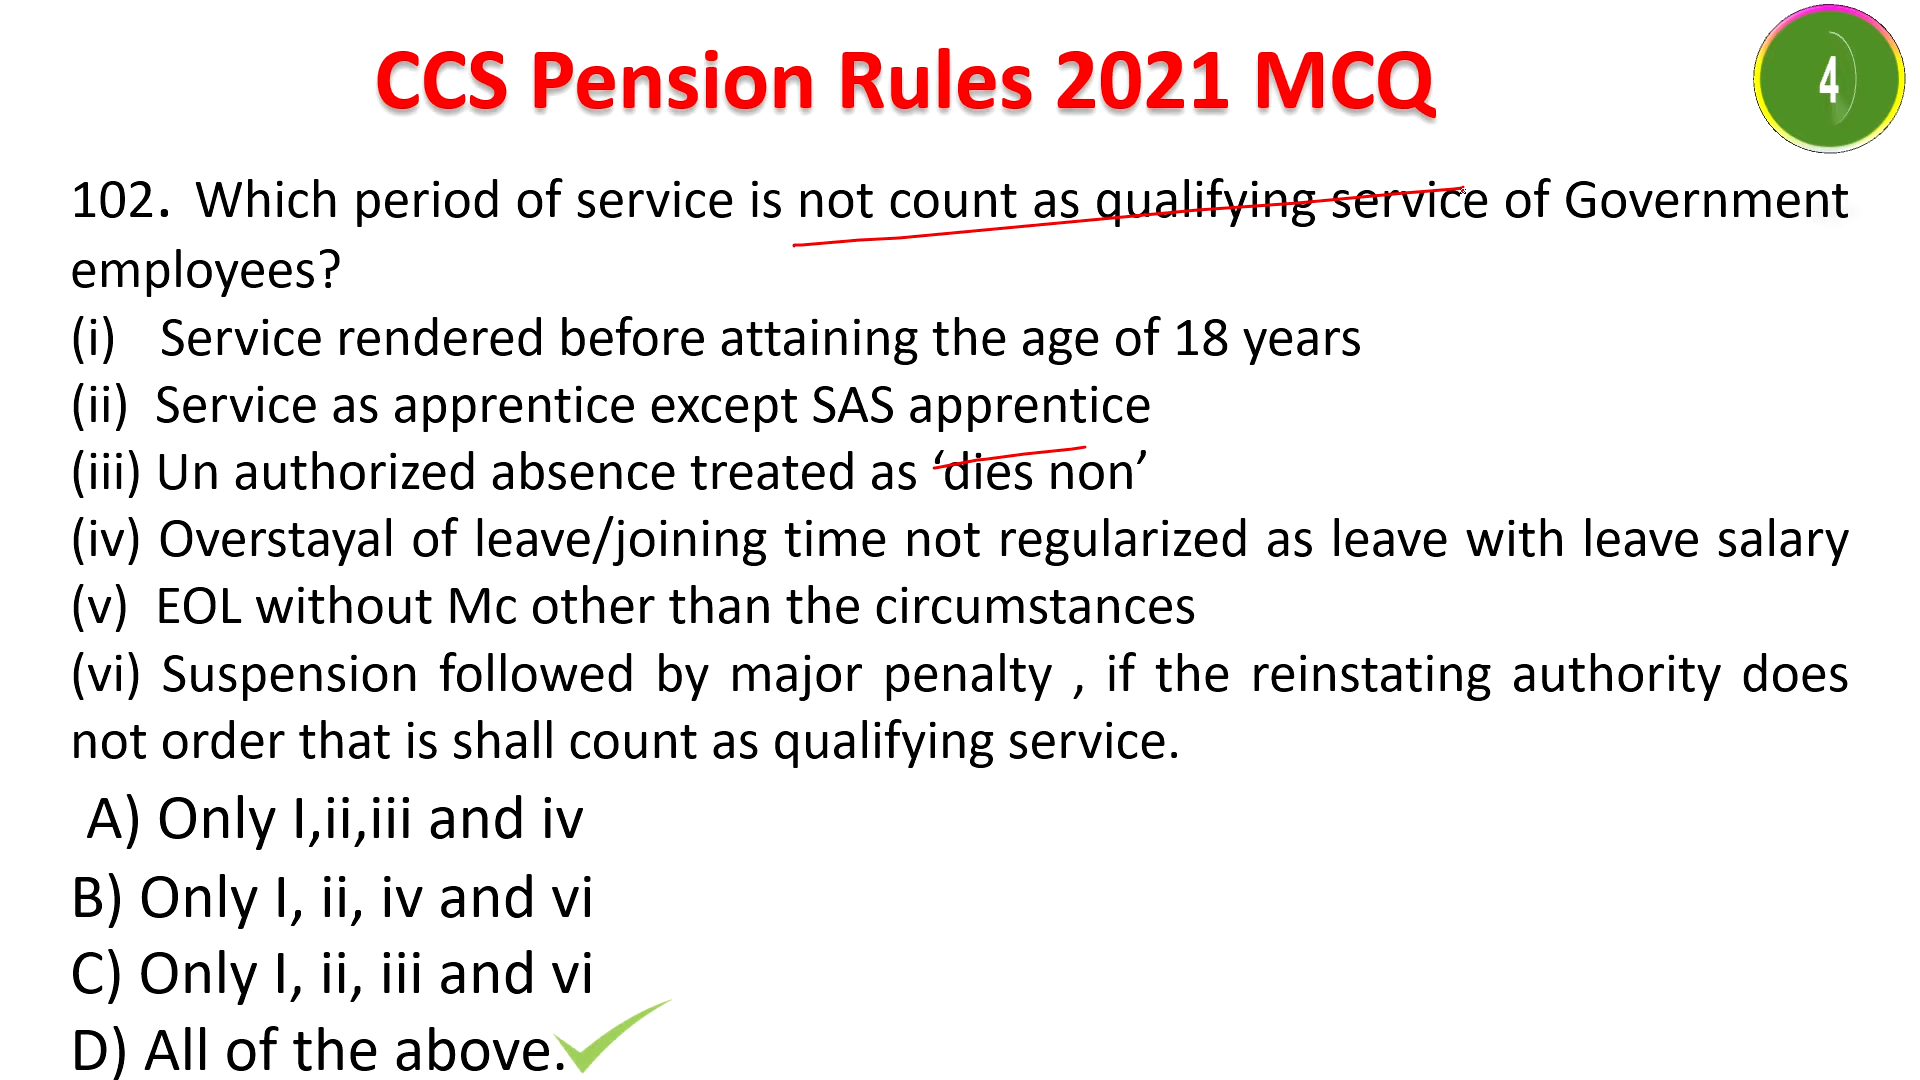 CCS Pension Rules 2021 MCQ
4
102. Which period of service is not count as qualifying service of Government
employees?
(i) Service rendered before attaining the age of 18 years
(ii) Service as apprentice except SAS apprentice
(iii) Un authorized absence treated as ‘dies non’
(iv) Overstayal of leave/joining time not regularized as leave with leave salary
(v) EOL without Mc other than the circumstances
(vi) Suspension followed by major penalty , if the reinstating authority does
not order that is shall count as qualifying service.
A) Only I,ii,iii and iv
B) Only I, ii, iv and vi
C) Only I, ii, iii and vi
D) All of the above.